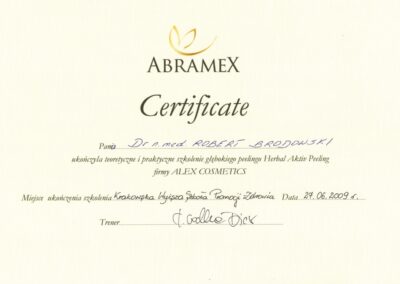 ABRAMEX
Certificate
Pani Dr n. med. ROBERT BRODOWSKI
ukończyła teoretyczne i praktyczne szkolenie głębokiego peelingu Herbal Aktiv Peeling
firmy ALEX COSMETICS
Miejsce ukończenia szkolenia Krakowska Wyższa Szkoła Promocji Zdrowia Data 29.06.2009 r.
Trener